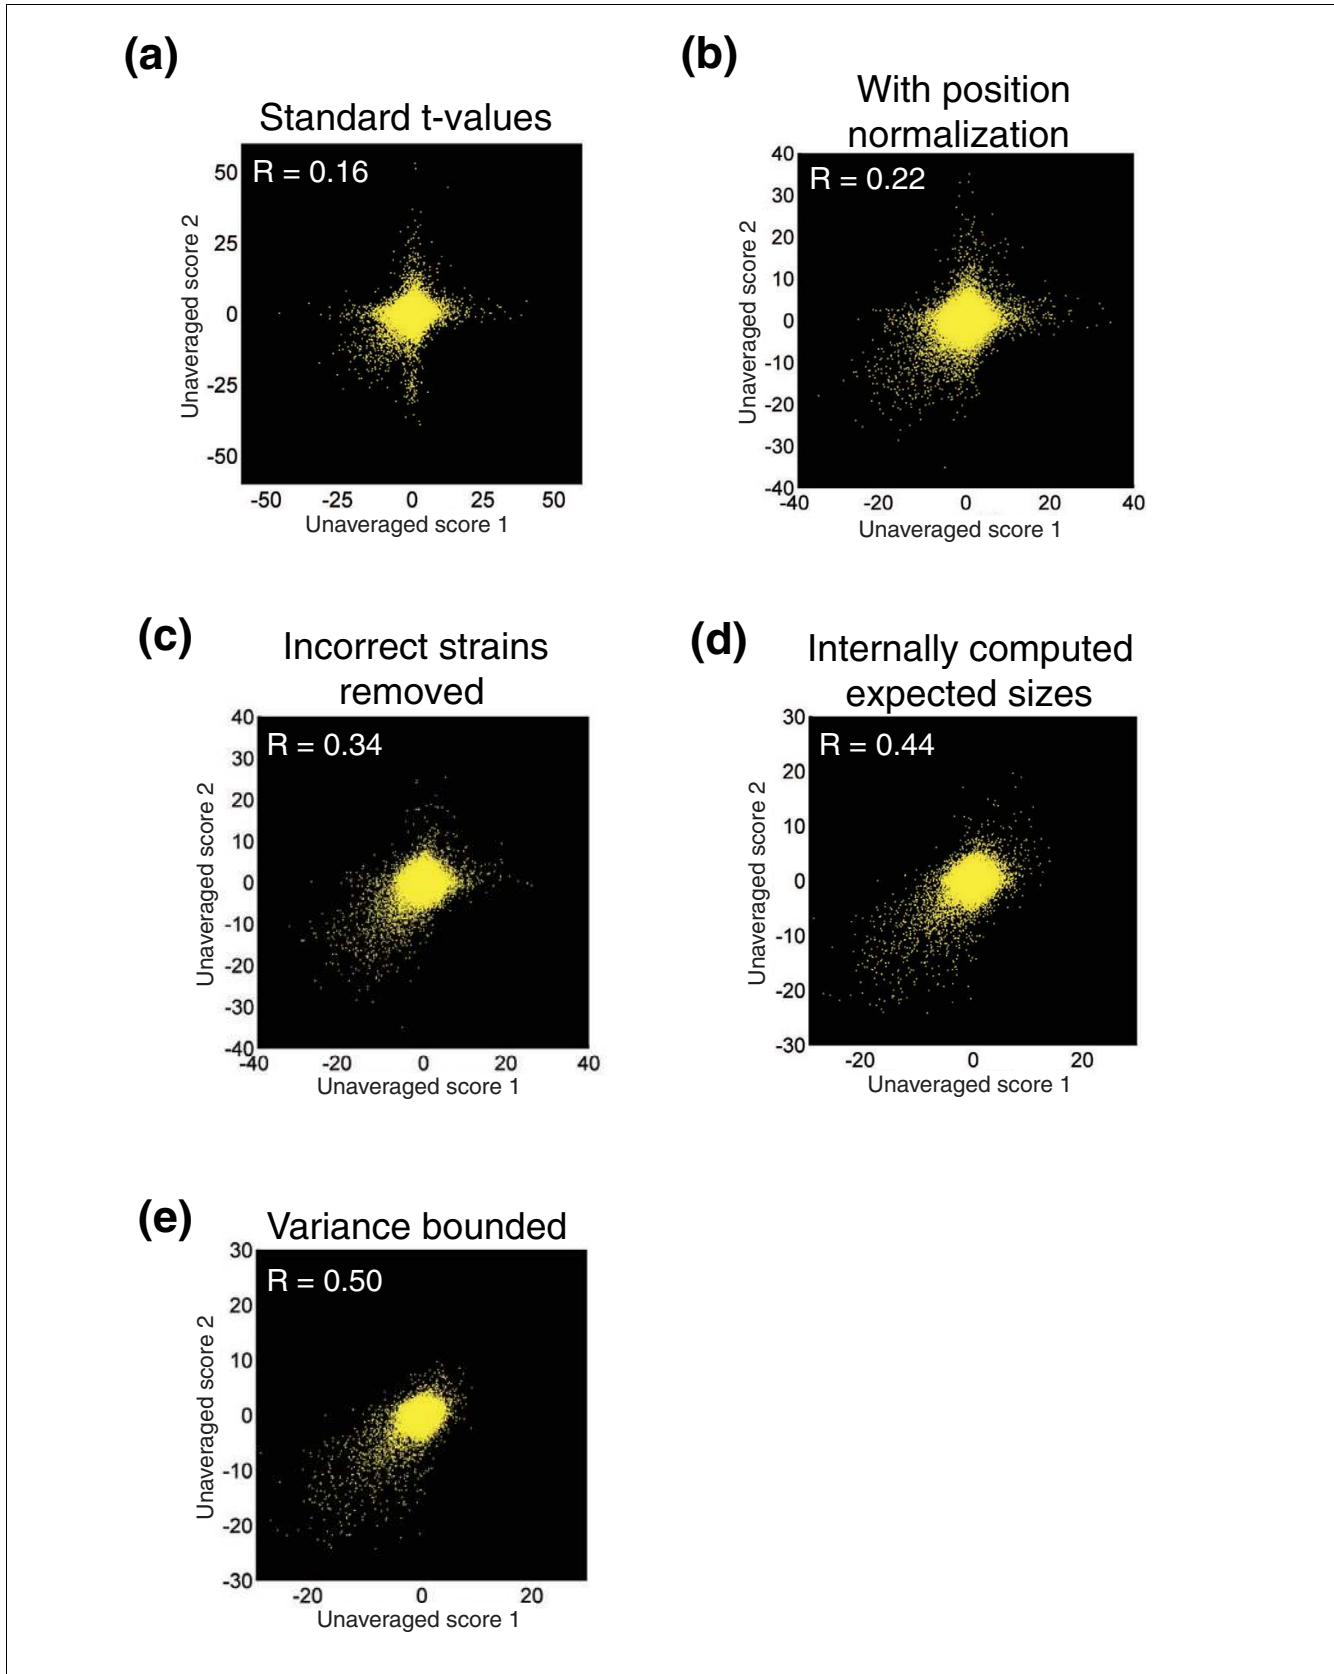 (a)
Standard t-values
R = 0.16
50
25
0
-25
-50
Unaveraged score 2
-50 -25 0 25 50
Unaveraged score 1
(b)
With position
normalization
R = 0.22
40
30
20
10
0
-10
-20
-30
-40
Unaveraged score 2
-40 -20 0 20 40
Unaveraged score 1
(c)
Incorrect strains
removed
R = 0.34
40
30
20
10
0
-10
-20
-30
-40
Unaveraged score 2
-40 -20 0 20 40
Unaveraged score 1
(d)
Internally computed
expected sizes
R = 0.44
30
20
10
0
-10
-20
-30
Unaveraged score 2
-20 0 20
Unaveraged score 1
(e)
Variance bounded
R = 0.50
30
20
10
0
-10
-20
-30
Unaveraged score 2
-20 0 20
Unaveraged score 1